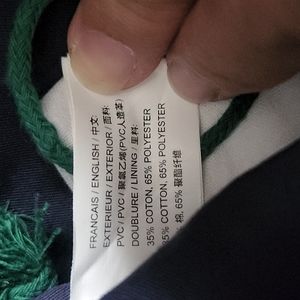 FRANCAIS / ENGLISH / 中文:
EXTERIEUR / EXTERIOR / 面料:
PVC / PVC / 聚氯乙烯(PVC人造革)
DOUBLURE / LINING / 里料:
35% COTON, 65% POLYESTER
35% COTTON, 65% POLYESTER
棉, 65% 聚酯纤维